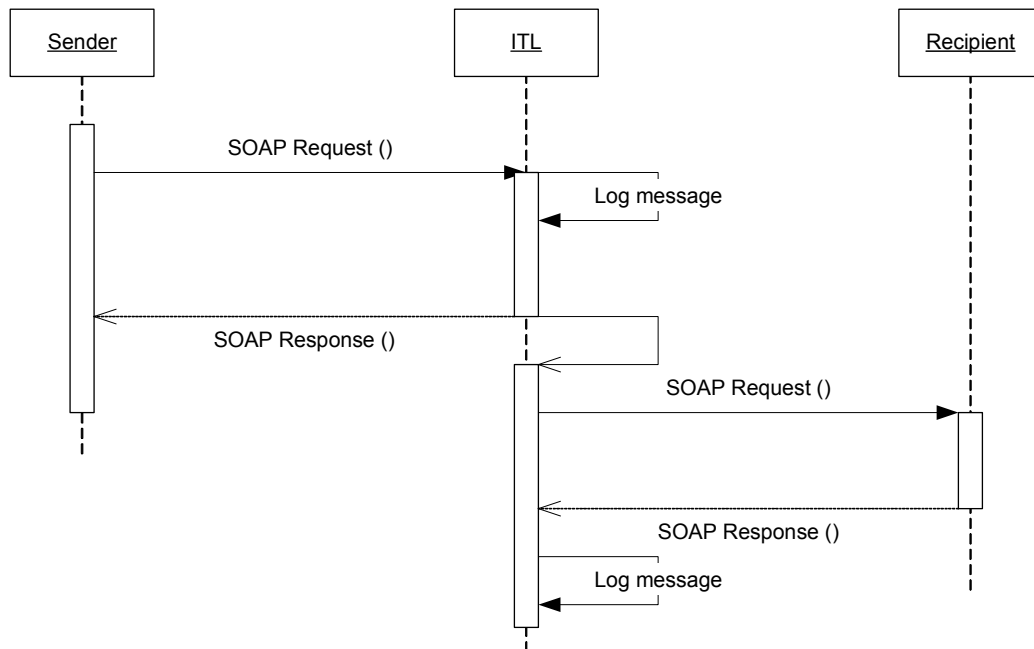 Sender
ITL
Recipient
SOAP Request ()
Log message
SOAP Response ()
SOAP Request ()
SOAP Response ()
Log message